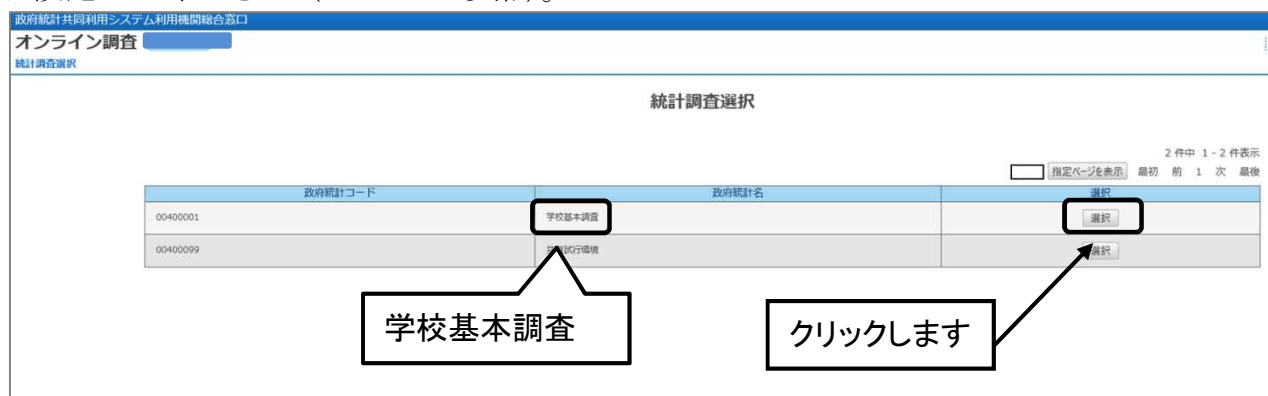 政府統計共同利用システム利用機関総合窓口
オンライン調査
統計調査選択
統計調査選択
2 件中 1 - 2 件表示
指定ページを表示 最初 前 1 次 最後
政府統計コード 政府統計名 選択
00400001 学校基本調査 選択
00400099 試行環境 選択
学校基本調査
クリックします